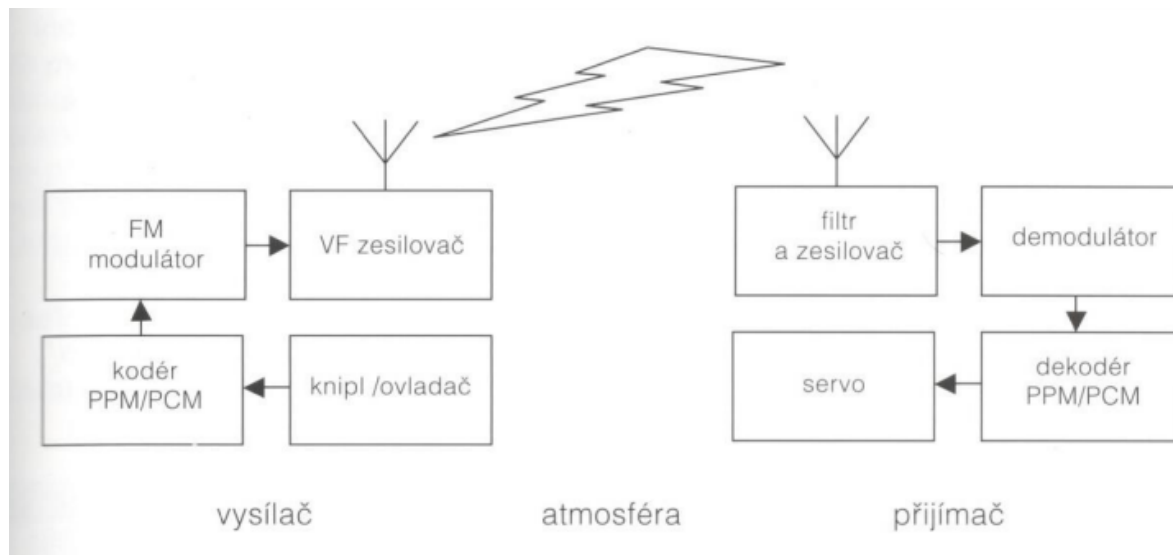 FM
modulátor
VF zesilovač
filtr
a zesilovač
demodulátor
kodér
PPM/PCM
knipl /ovladač
servo
dekodér
PPM/PCM
vysílač
atmosféra
přijímač